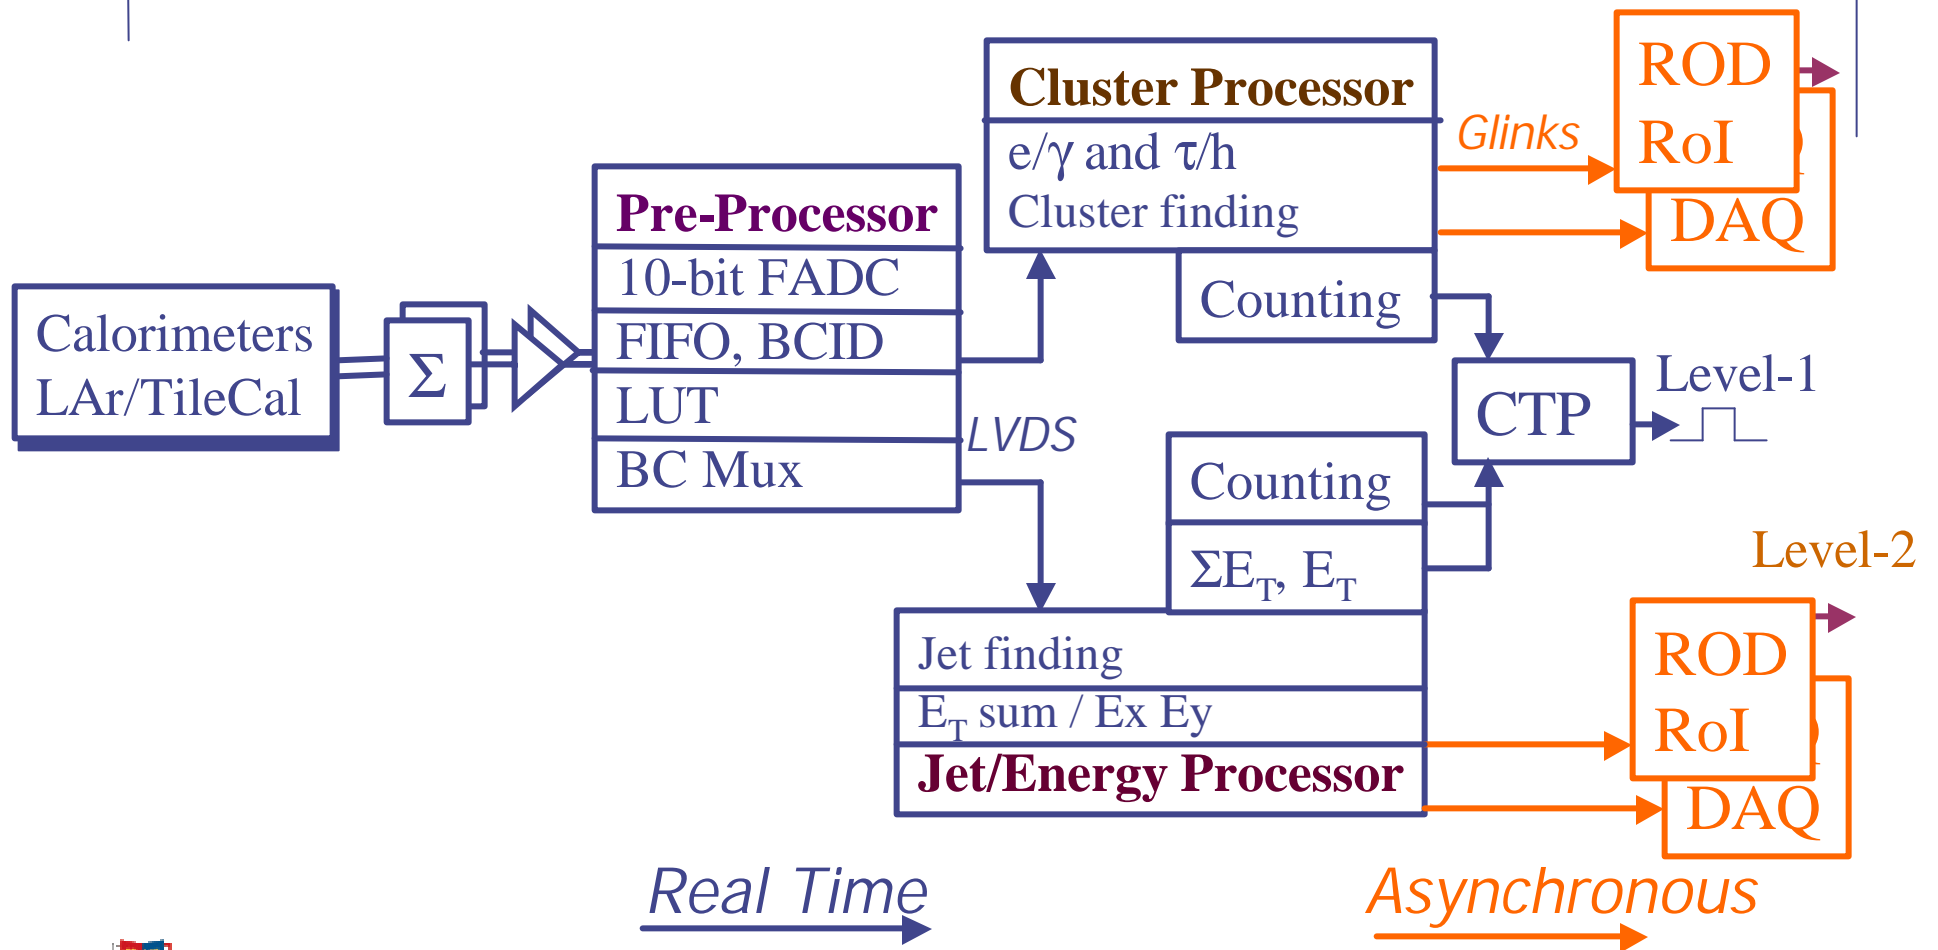 Calorimeters
LAr/TileCal
Σ
Pre-Processor
10-bit FADC
FIFO, BCID
LUT
BC Mux
LVDS
Cluster Processor
e/γ and τ/h
Cluster finding
Counting
Glinks
ROD
RoI
DAQ
CTP
Level-1
Counting
ΣE_T, E_T
Jet finding
E_T sum / Ex Ey
Jet/Energy Processor
Level-2
ROD
RoI
DAQ
Real Time
Asynchronous